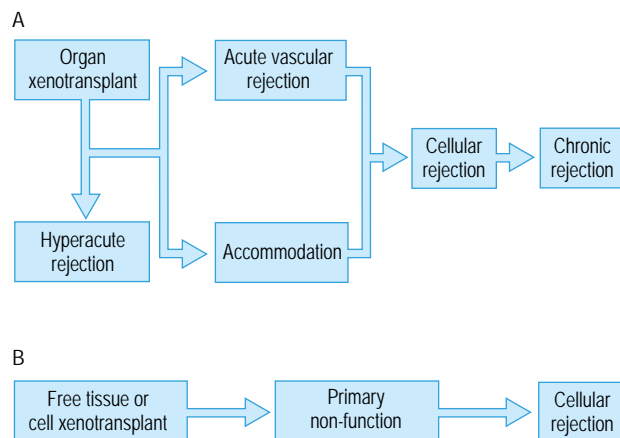 A
Organ
xenotransplant
Acute vascular
rejection
Hyperacute
rejection
Accommodation
Cellular
rejection
Chronic
rejection
B
Free tissue or
cell xenotransplant
Primary
non-function
Cellular
rejection